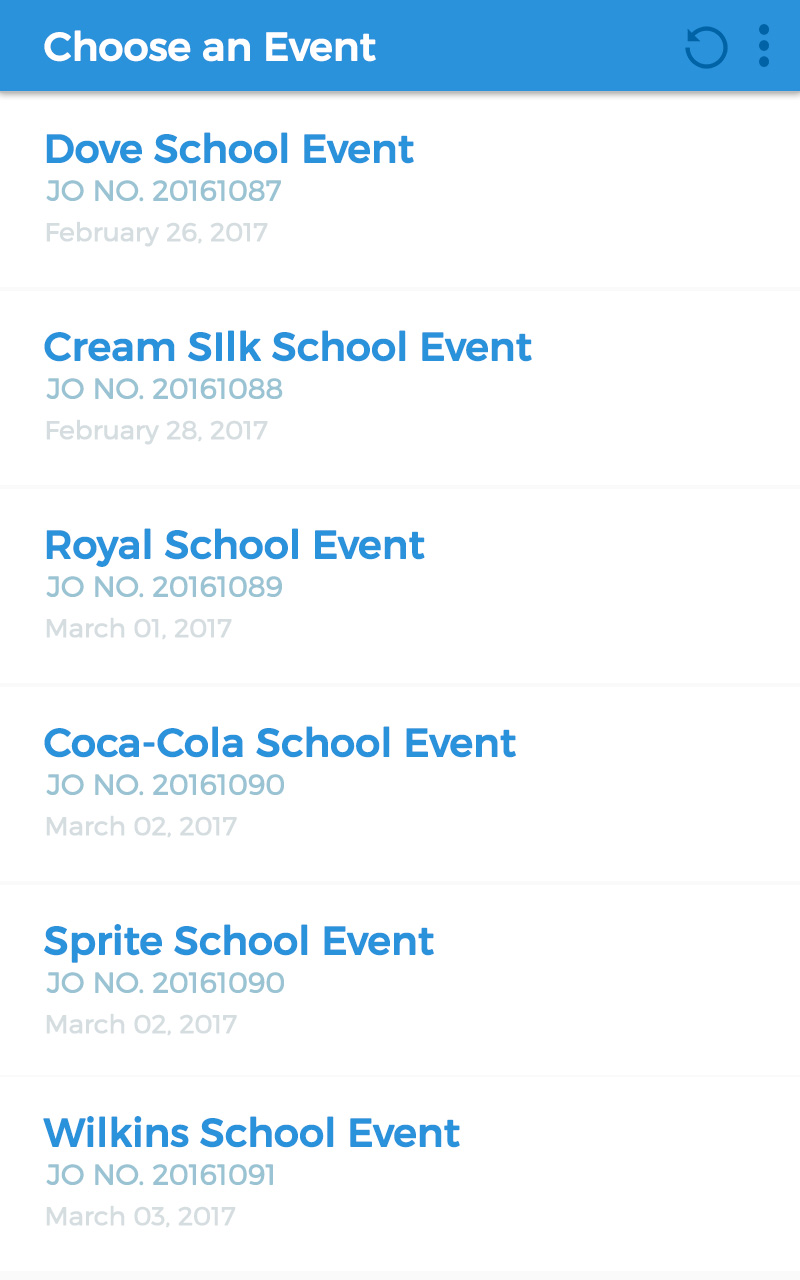 Choose an Event
Dove School Event
JO NO. 20161087
February 26, 2017
Cream SIlk School Event
JO NO. 20161088
February 28, 2017
Royal School Event
JO NO. 20161089
March 01, 2017
Coca-Cola School Event
JO NO. 20161090
March 02, 2017
Sprite School Event
JO NO. 20161090
March 02, 2017
Wilkins School Event
JO NO. 20161091
March 03, 2017